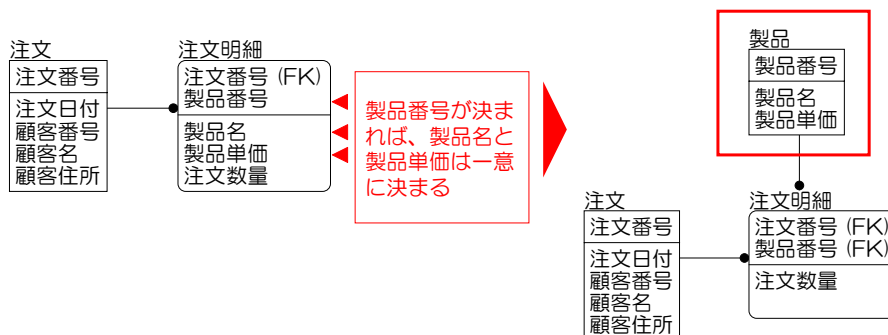 注文
注文番号
注文日付
顧客番号
顧客名
顧客住所
注文明細
注文番号 (FK)
製品番号
製品名
製品単価
注文数量
製品番号が決ま
れば、製品名と
製品単価は一意
に決まる
製品
製品番号
製品名
製品単価
注文
注文番号
注文日付
顧客番号
顧客名
顧客住所
注文明細
注文番号 (FK)
製品番号 (FK)
注文数量